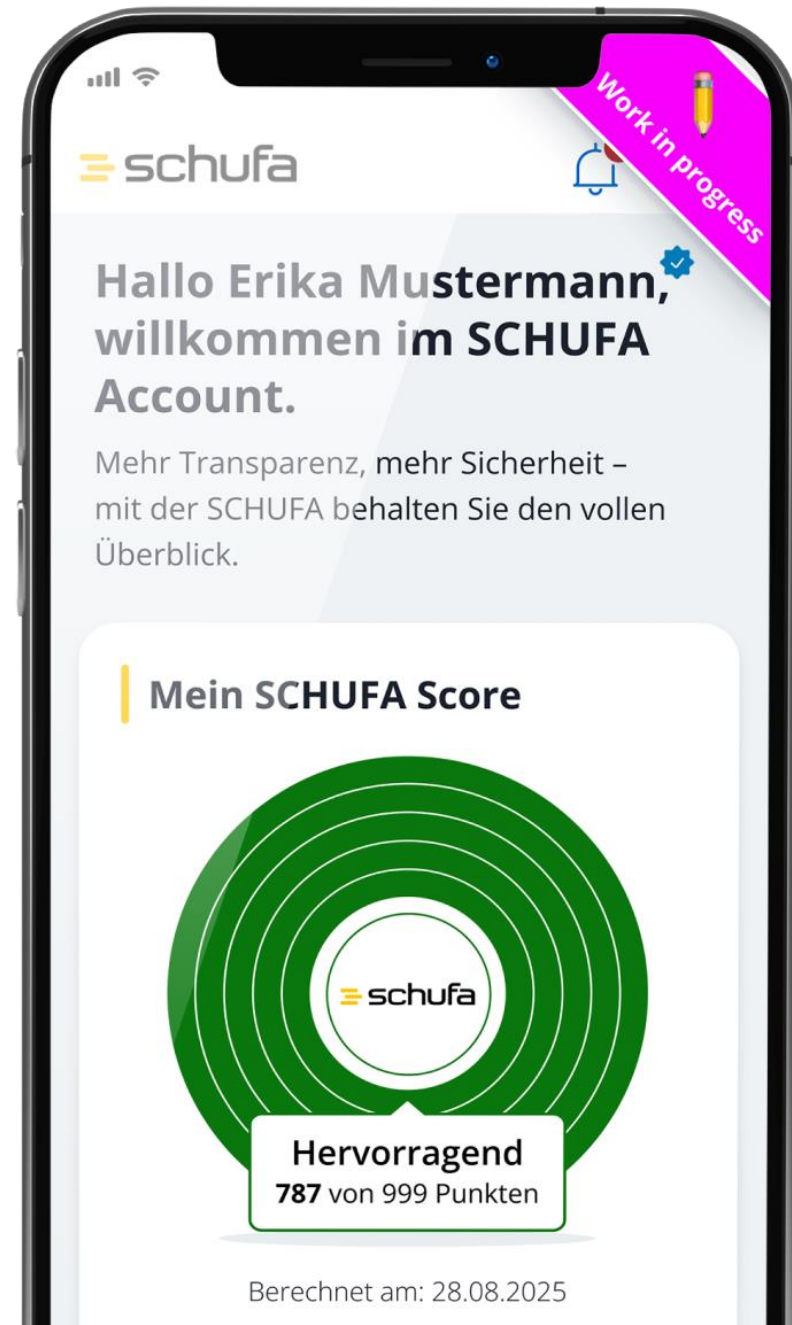 Work in progress
schufa
Hallo Erika Mustermann,
willkommen im SCHUFA
Account.
Mehr Transparenz, mehr Sicherheit –
mit der SCHUFA behalten Sie den vollen
Überblick.
Mein SCHUFA Score
schufa
Hervorragend
787 von 999 Punkten
Berechnet am: 28.08.2025